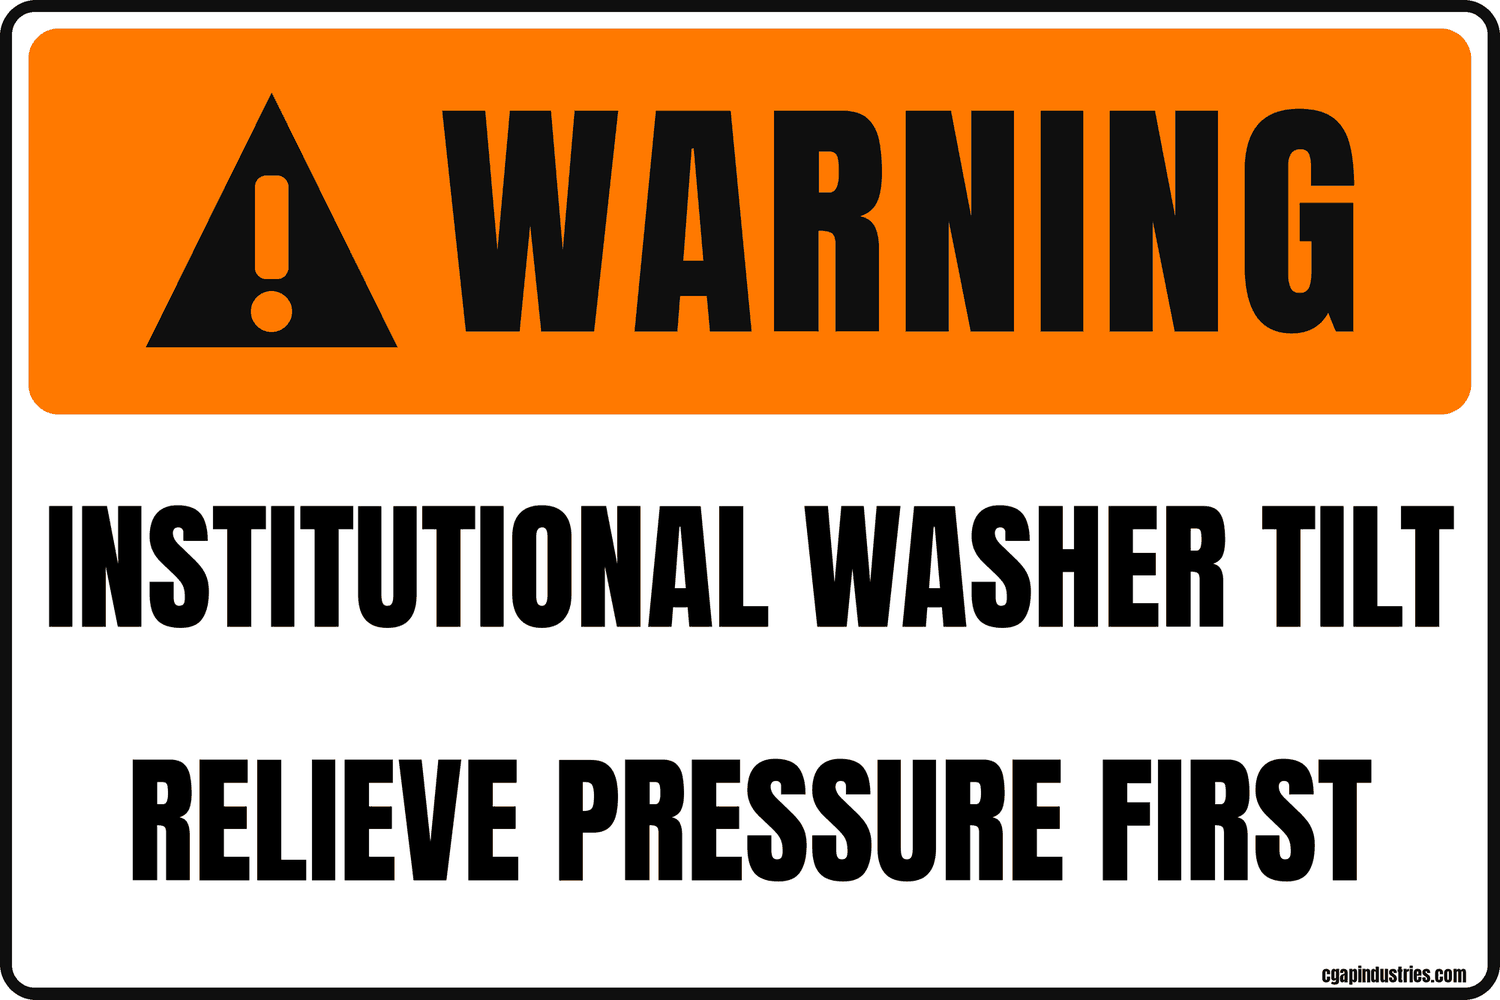 WARNING
INSTITUTIONAL WASHER TILT
RELIEVE PRESSURE FIRST
cgapindustries.com